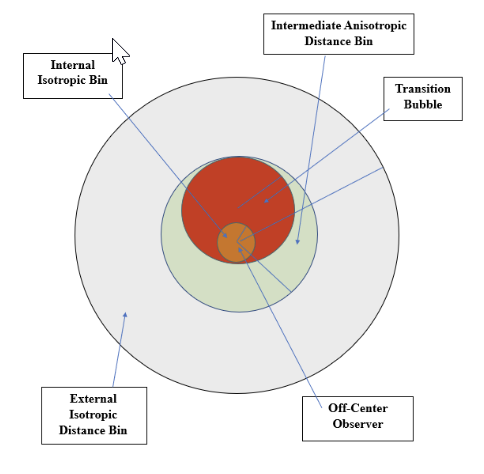 Intermediate Anisotropic
Distance Bin
Internal
Isotropic Bin
Transition
Bubble
External
Isotropic
Distance Bin
Off-Center
Observer